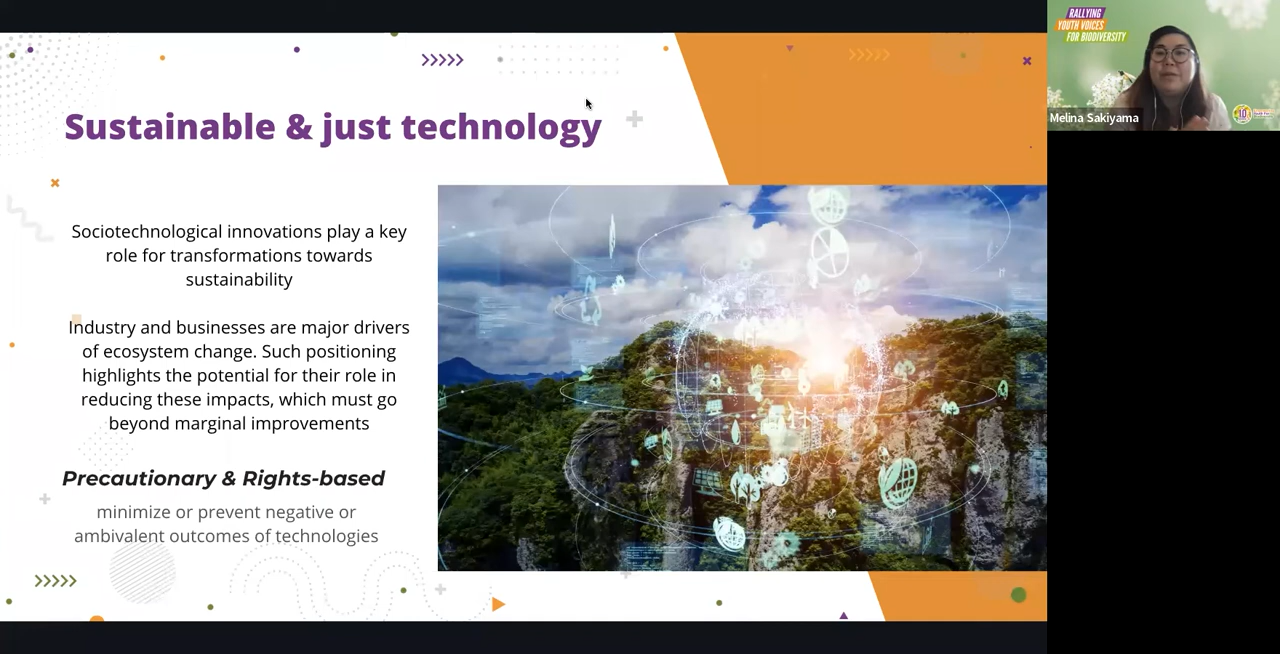 Sustainable & just technology
Sociotechnological innovations play a key
role for transformations towards
sustainability
Industry and businesses are major drivers
of ecosystem change. Such positioning
highlights the potential for their role in
reducing these impacts, which must go
beyond marginal improvements
Precautionary & Rights-based
minimize or prevent negative or
ambivalent outcomes of technologies
RALLYING
YOUTH VOICES
FOR BIODIVERSITY
Melina Sakiyama
10